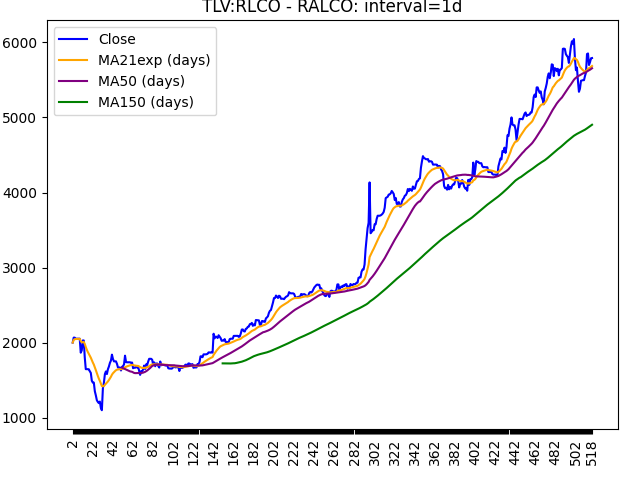 TLV:RLCO - RALCO: interval=1d
Close
MA21exp (days)
MA50 (days)
MA150 (days)
6000
5000
4000
3000
2000
1000
2 22 42 62 82 102 122 142 162 182 202 222 242 262 282 302 322 342 362 382 402 422 442 462 482 502 518